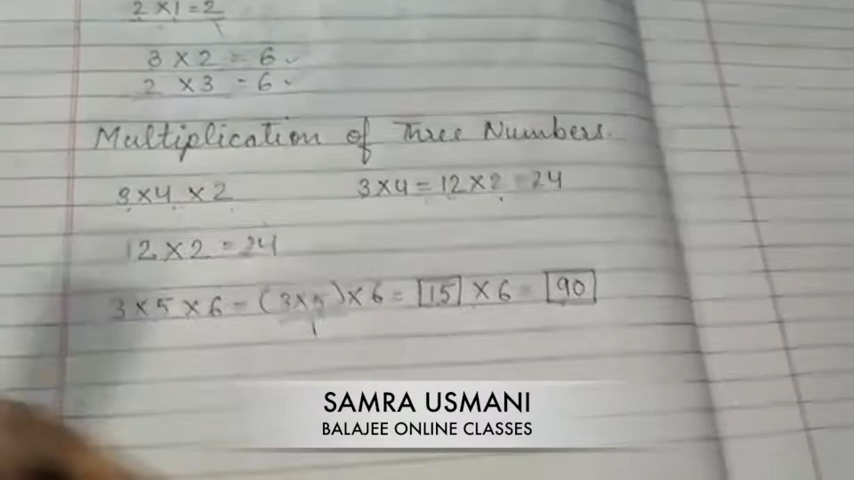 2 × 1 = 2
3 × 2 = 6 ✓
2 × 3 = 6 ✓
Multiplication of Three Numbers.
3 × 4 × 2    3 × 4 = 12 × 2 = 24
12 × 2 = 24
3 × 5 × 6 = (3 × 5) × 6 = 15 × 6 = 90
SAMRA USMANI
BALAJEE ONLINE CLASSES